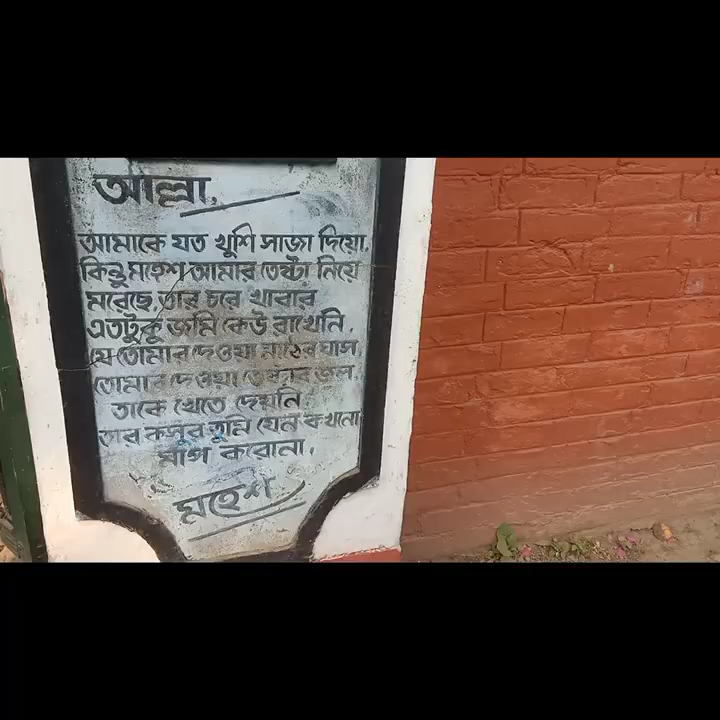 আল্লা,
আমাকে যত খুশি সাজা দিয়ো,
কিন্তু মহেশ আমার তেষ্টা নিয়ে
মরেছে, তার চরে খাবার
এতটুকু জমি কেউ রাখেনি,
যে তোমার দেওয়া মাঠের ঘাস,
তোমার দেওয়া তেষ্টার জল
তাকে খেতে দেয়নি,
তার কসুর তুমি যেন কখনো
মাপ করোনা,
মহেশ